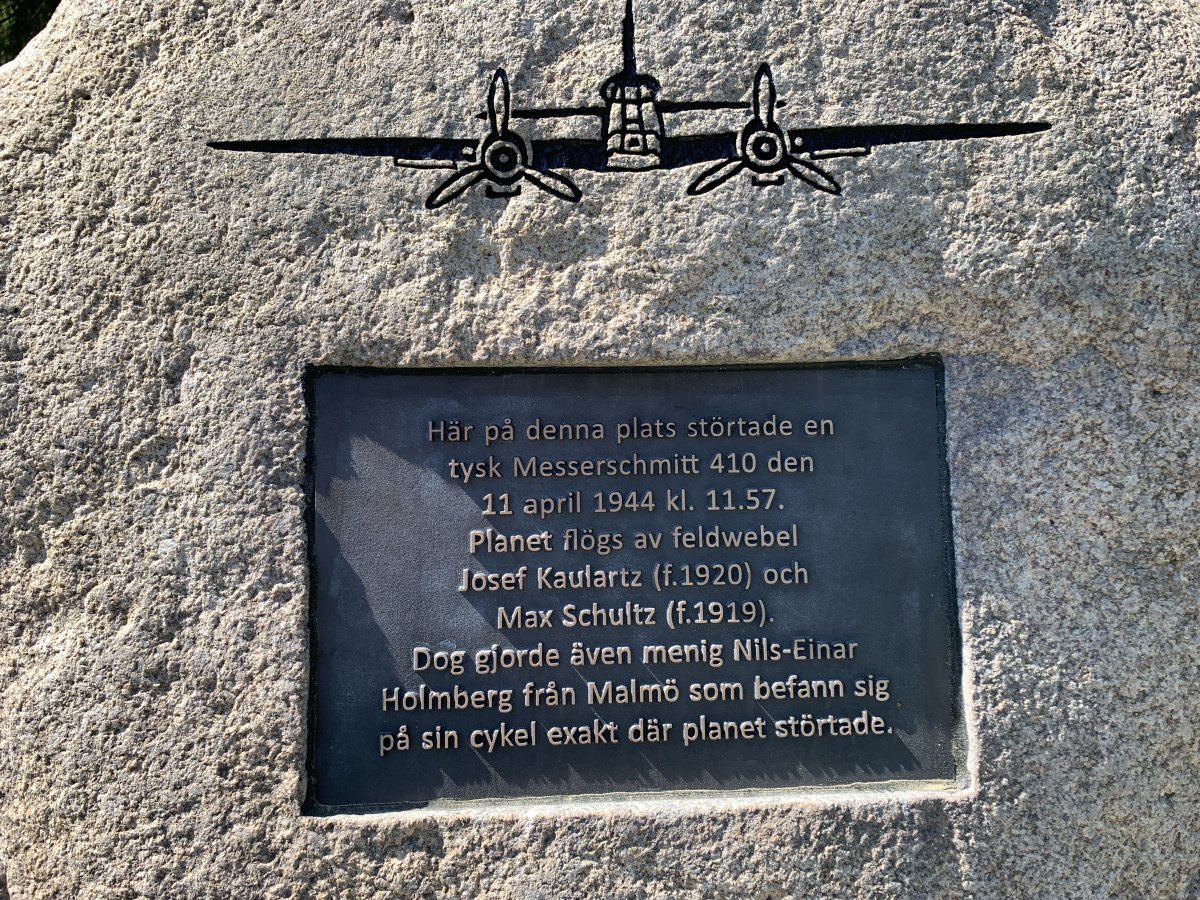 Här på denna plats störtade en
tysk Messerschmitt 410 den
11 april 1944 kl. 11.57.
Planet flögs av feldwebel
Josef Kaulartz (f.1920) och
Max Schultz (f.1919).
Dog gjorde även menig Nils-Einar
Holmberg från Malmö som befann sig
på sin cykel exakt där planet störtade.